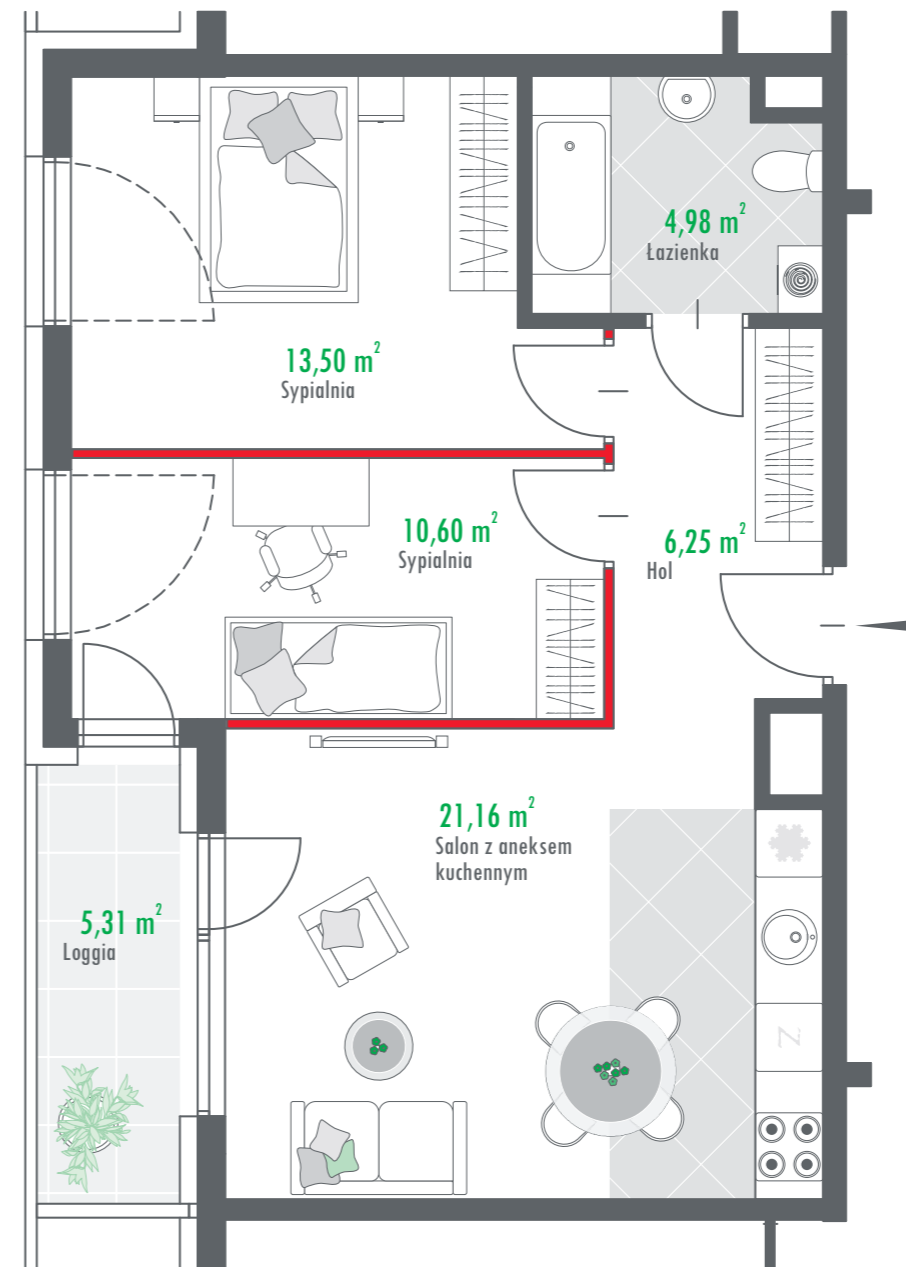 4,98 m²
Łazienka
13,50 m²
Sypialnia
10,60 m²
Sypialnia
6,25 m²
Hol
21,16 m²
Salon z aneksem
kuchennym
5,31 m²
Loggia
Z